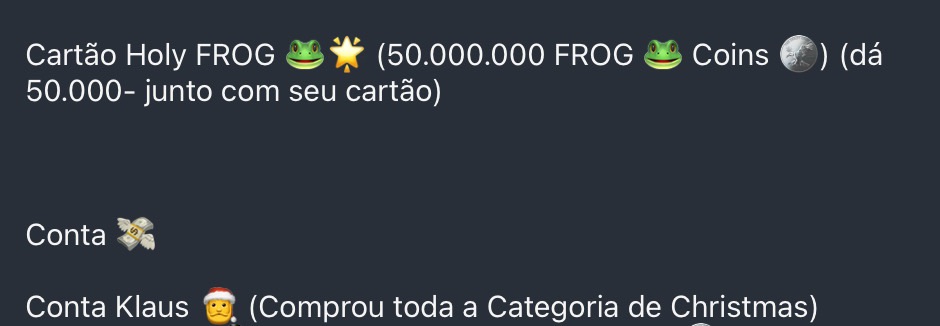 Cartão Holy FROG 🐸🌟 (50.000.000 FROG 🐸 Coins 🪙) (dá
50.000- junto com seu cartão)
Conta 💸
Conta Klaus 🎅 (Comprou toda a Categoria de Christmas)